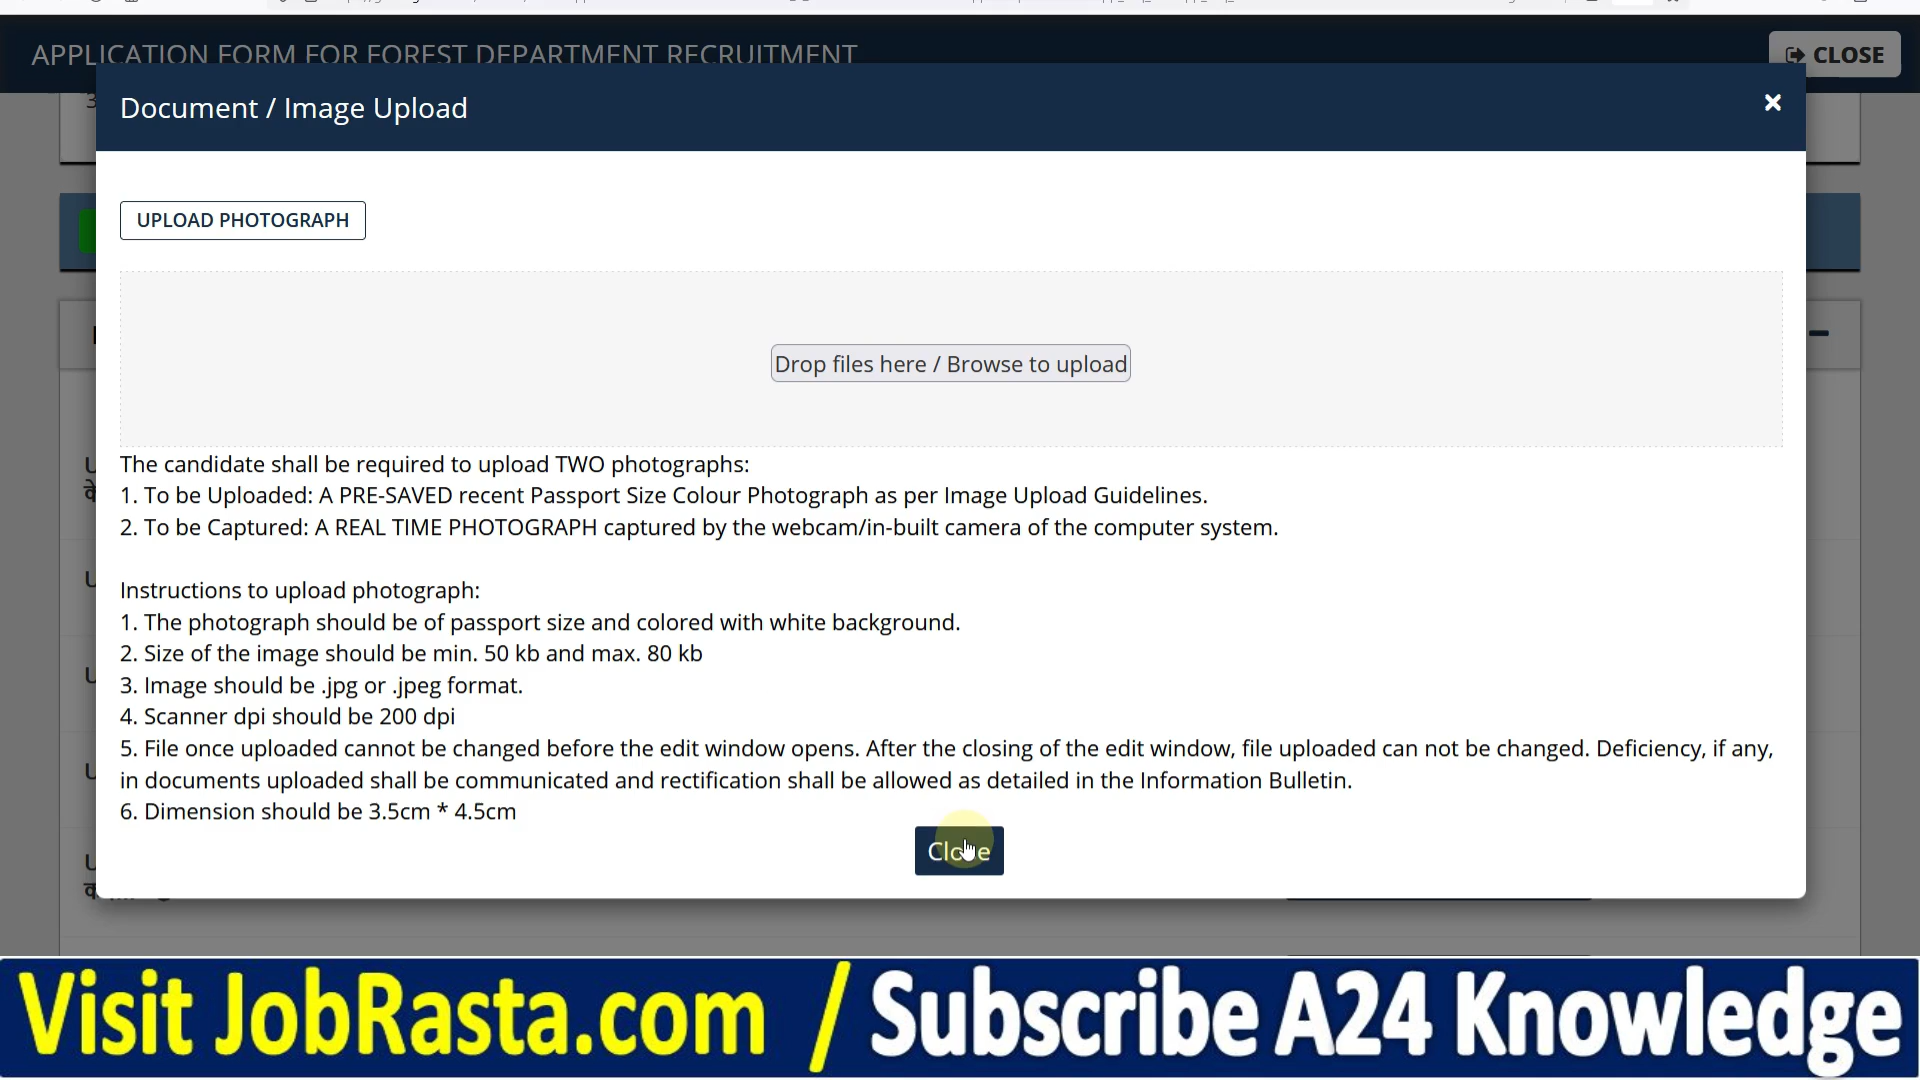 APPLICATION FORM FOR FOREST DEPARTMENT RECRUITMENT
CLOSE
Document / Image Upload
UPLOAD PHOTOGRAPH
Drop files here / Browse to upload
The candidate shall be required to upload TWO photographs:
1. To be Uploaded: A PRE-SAVED recent Passport Size Colour Photograph as per Image Upload Guidelines.
2. To be Captured: A REAL TIME PHOTOGRAPH captured by the webcam/in-built camera of the computer system.
Instructions to upload photograph:
1. The photograph should be of passport size and colored with white background.
2. Size of the image should be min. 50 kb and max. 80 kb
3. Image should be .jpg or .jpeg format.
4. Scanner dpi should be 200 dpi
5. File once uploaded cannot be changed before the edit window opens. After the closing of the edit window, file uploaded can not be changed. Deficiency, if any,
in documents uploaded shall be communicated and rectification shall be allowed as detailed in the Information Bulletin.
6. Dimension should be 3.5cm * 4.5cm
Close
Visit JobRasta.com / Subscribe A24 Knowledge